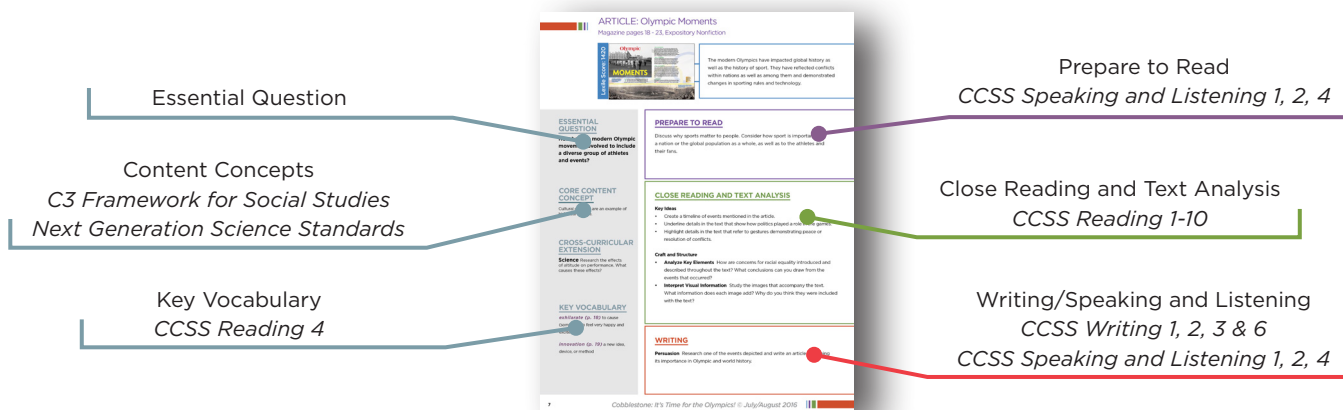 Essential Question
Content Concepts
C3 Framework for Social Studies
Next Generation Science Standards
Key Vocabulary
CCSS Reading 4
ARTICLE: Olympic Moments
Magazine pages 18 - 23, Expository Nonfiction
Lexile Score: 1420
Olympic
MOMENTS
The modern Olympics have impacted global history as
well as the history of sport. They have reflected conflicts
within nations as well as among them and demonstrated
changes in sporting rules and technology.
ESSENTIAL
QUESTION
modern Olympic
evolved to include
a diverse group of athletes
and events?
CORE CONTENT
CONCEPT
are an example of
CROSS-CURRICULAR
EXTENSION
Science Research the effects
of altitude on performance. What
causes these effects?
KEY VOCABULARY
exhilarate (p. 18) to cause
feel very happy and
innovation (p. 19) a new idea,
device, or method
PREPARE TO READ
Discuss why sports matter to people. Consider how sport is important
a nation or the global population as a whole, as well as to the athletes and
their fans.
CLOSE READING AND TEXT ANALYSIS
Key Ideas
• Create a timeline of events mentioned in the article.
• Underline details in the text that show how politics played a role in the games.
• Highlight details in the text that refer to gestures demonstrating peace or
resolution of conflicts.
Craft and Structure
• Analyze Key Elements How are concerns for racial equality introduced and
described throughout the text? What conclusions can you draw from the
events that occurred?
• Interpret Visual Information Study the images that accompany the text.
What information does each image add? Why do you think they were included
with the text?
WRITING
Persuasion Research one of the events depicted and write an article
its importance in Olympic and world history.
7
Cobblestone: It's Time for the Olympics! © July/August 2016
Prepare to Read
CCSS Speaking and Listening 1, 2, 4
Close Reading and Text Analysis
CCSS Reading 1-10
Writing/Speaking and Listening
CCSS Writing 1, 2, 3 & 6
CCSS Speaking and Listening 1, 2, 4